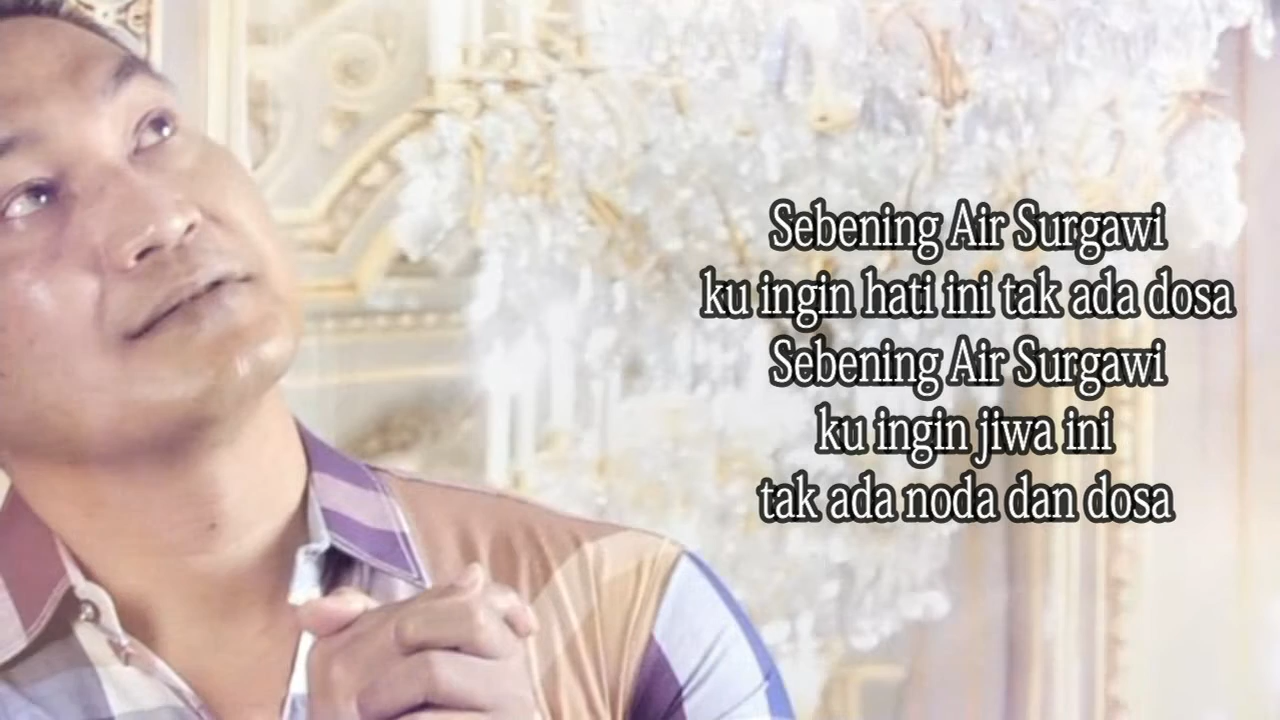 Sebening Air Surgawi
ku ingin hati ini tak ada dosa
Sebening Air Surgawi
ku ingin jiwa ini
tak ada noda dan dosa